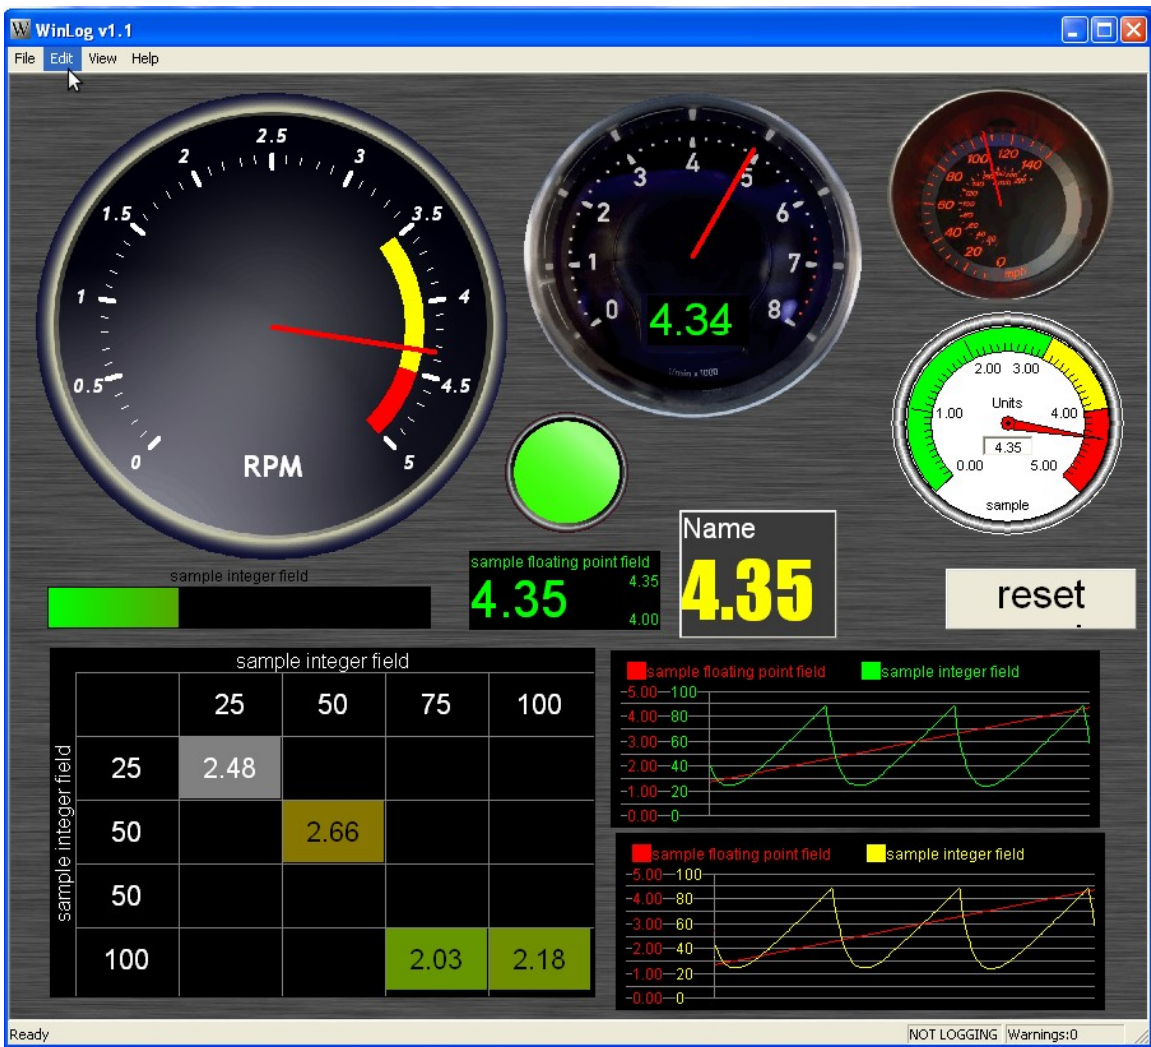 WinLog v1.1
File Edit View Help
2.5
2 3
1.5 3.5
1 4
0.5 4.5
0 5
RPM
4
3 5
2 6
1 7
0 8
4.34
1/min x 1000
100 120
80 140
60
40
20
0
mph
2.00 3.00
Units
1.00 4.00
4.35
0.00 5.00
sample
sample integer field
sample floating point field
4.35
4.35
4.00
Name
4.35
reset
sample integer field
25 50 75 100
sample integer field
25 2.48
50 2.66
50
100 2.03 2.18
sample floating point field sample integer field
5.00 100
4.00 80
3.00 60
2.00 40
1.00 20
0.00 0
sample floating point field sample integer field
5.00 100
4.00 80
3.00 60
2.00 40
1.00 20
0.00 0
Ready NOT LOGGING Warnings:0